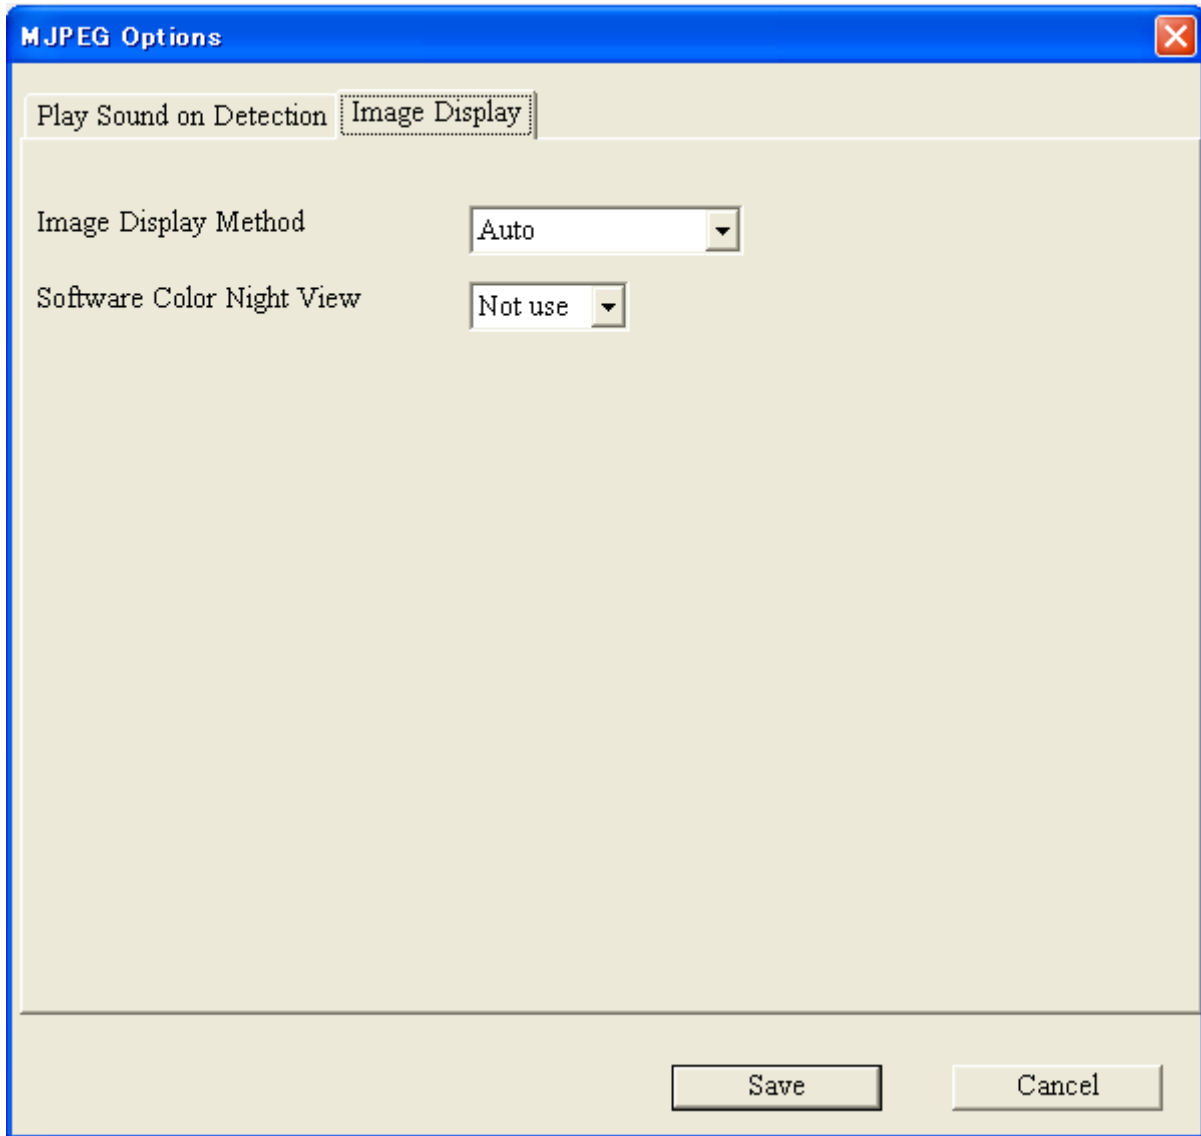 MJPEG Options
Play Sound on Detection Image Display
Image Display Method Auto
Software Color Night View Not use
Save Cancel